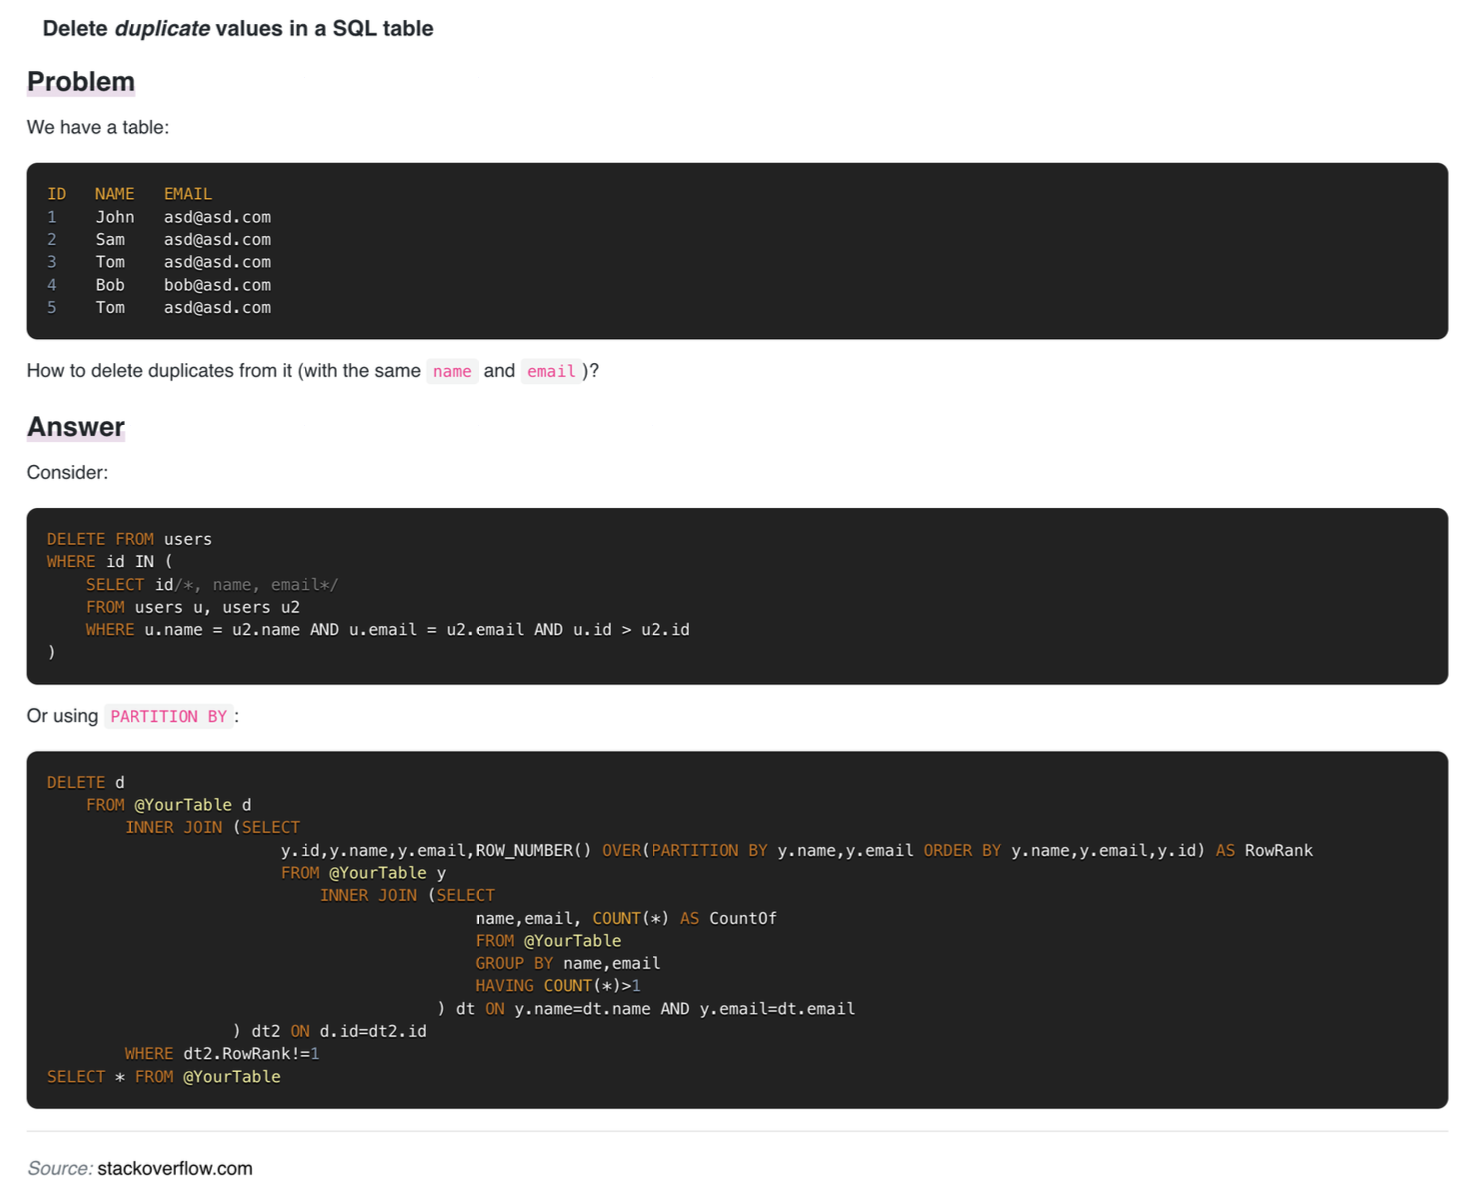 Delete duplicate values in a SQL table
Problem
We have a table:
ID   NAME   EMAIL
1    John   asd@asd.com
2    Sam    asd@asd.com
3    Tom    asd@asd.com
4    Bob    bob@asd.com
5    Tom    asd@asd.com
How to delete duplicates from it (with the same name and email)?
Answer
Consider:
DELETE FROM users
WHERE id IN (
    SELECT id/*, name, email*/
    FROM users u, users u2
    WHERE u.name = u2.name AND u.email = u2.email AND u.id > u2.id
)
Or using PARTITION BY:
DELETE d
    FROM @YourTable d
        INNER JOIN (SELECT
                        y.id,y.name,y.email,ROW_NUMBER() OVER(PARTITION BY y.name,y.email ORDER BY y.name,y.email,y.id) AS RowRank
                        FROM @YourTable y
                            INNER JOIN (SELECT
                                            name,email, COUNT(*) AS CountOf
                                            FROM @YourTable
                                            GROUP BY name,email
                                            HAVING COUNT(*)>1
                                        ) dt ON y.name=dt.name AND y.email=dt.email
                   ) dt2 ON d.id=dt2.id
        WHERE dt2.RowRank!=1
SELECT * FROM @YourTable
Source: stackoverflow.com